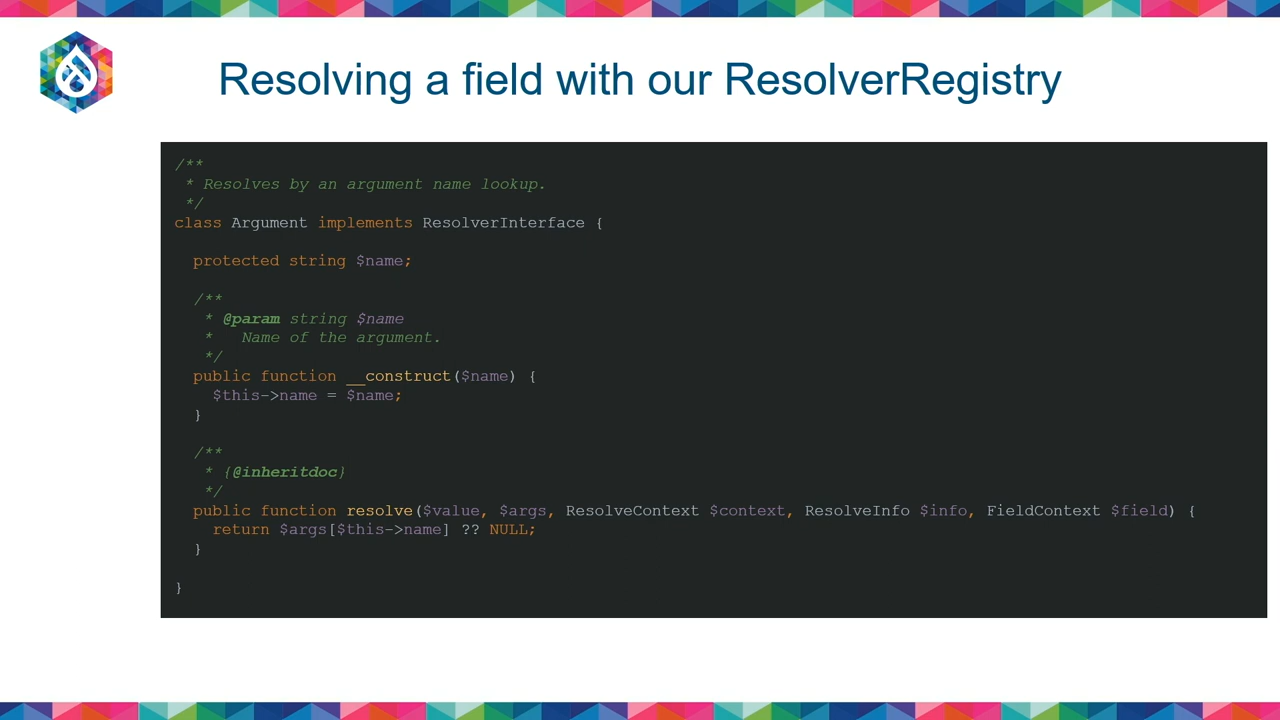 Resolving a field with our ResolverRegistry
/**
 * Resolves by an argument name lookup.
 */
class Argument implements ResolverInterface {
  protected string $name;
  /**
   * @param string $name
   *   Name of the argument.
   */
  public function __construct($name) {
    $this->name = $name;
  }
  /**
   * {@inheritdoc}
   */
  public function resolve($value, $args, ResolveContext $context, ResolveInfo $info, FieldContext $field) {
    return $args[$this->name] ?? NULL;
  }
}